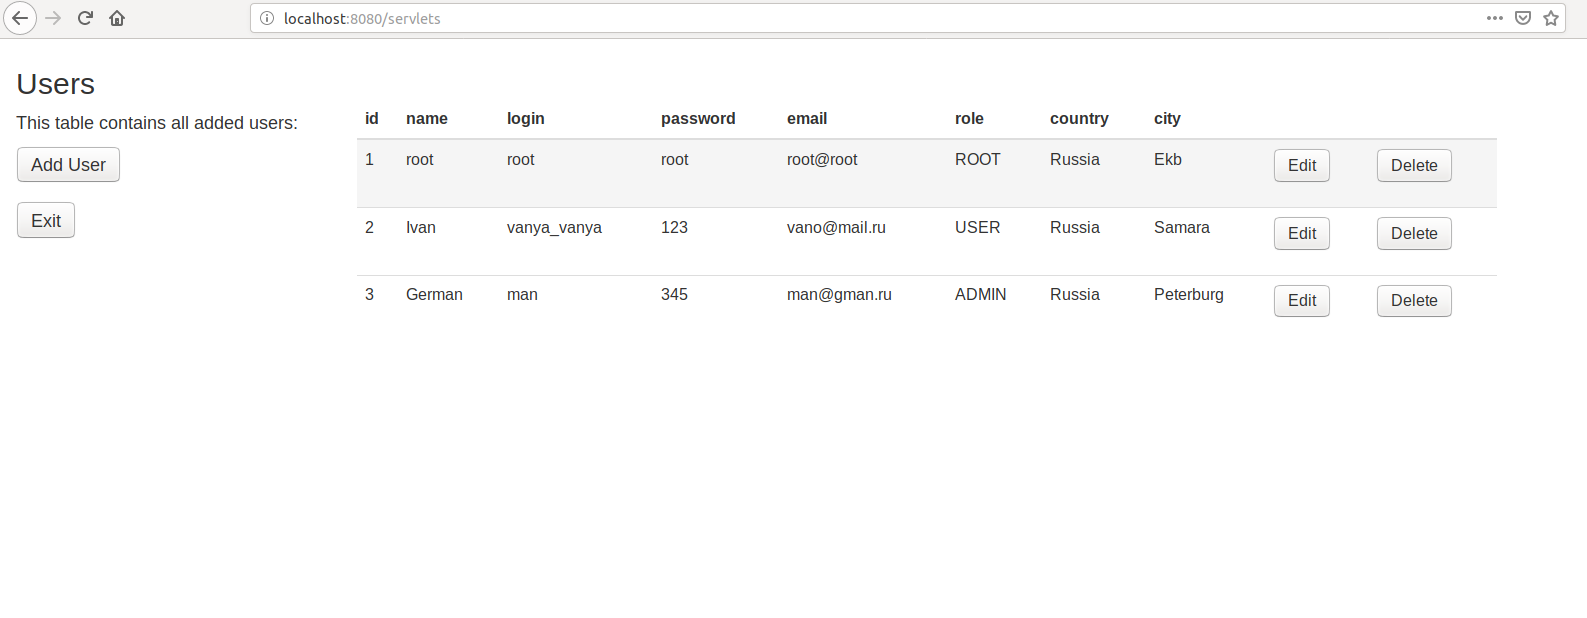 localhost:8080/servlets
Users
This table contains all added users:
Add User
Exit
id name login password email role country city
1 root root root root@root ROOT Russia Ekb Edit Delete
2 Ivan vanya_vanya 123 vano@mail.ru USER Russia Samara Edit Delete
3 German man 345 man@gman.ru ADMIN Russia Peterburg Edit Delete